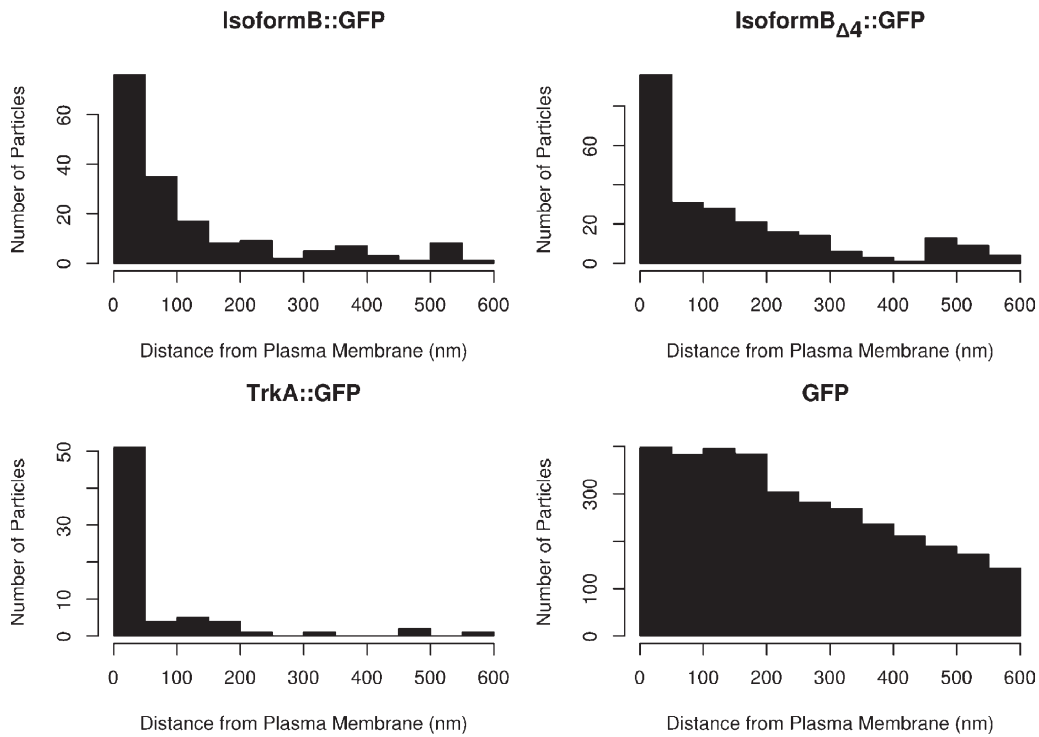 IsoformB::GFP
Number of Particles
0 20 40 60
0 100 200 300 400 500 600
Distance from Plasma Membrane (nm)
IsoformBΔ4::GFP
Number of Particles
0 20 60
0 100 200 300 400 500 600
Distance from Plasma Membrane (nm)
TrkA::GFP
Number of Particles
0 10 30 50
0 100 200 300 400 500 600
Distance from Plasma Membrane (nm)
GFP
Number of Particles
0 100 300
0 100 200 300 400 500 600
Distance from Plasma Membrane (nm)